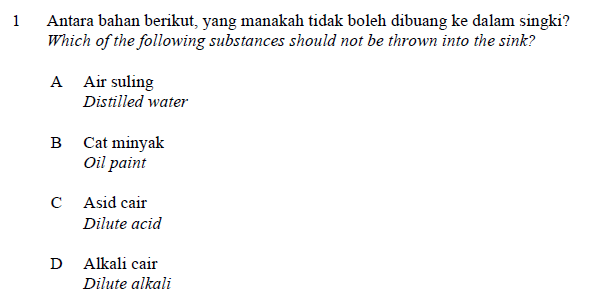 1 Antara bahan berikut, yang manakah tidak boleh dibuang ke dalam singki?
Which of the following substances should not be thrown into the sink?
A Air suling
Distilled water
B Cat minyak
Oil paint
C Asid cair
Dilute acid
D Alkali cair
Dilute alkali